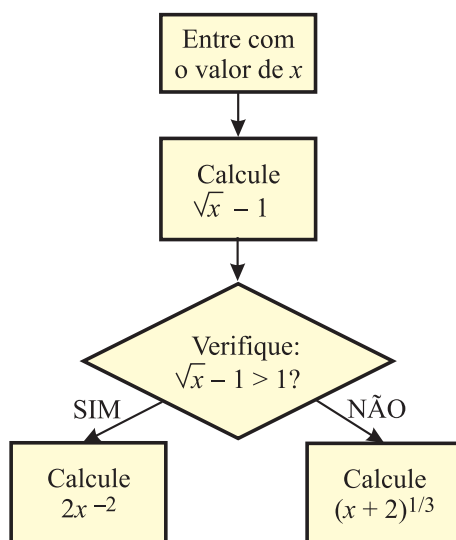 Entre com
o valor de x
Calcule
√x – 1
Verifique:
√x – 1 > 1?
SIM
NÃO
Calcule
2x⁻²
Calcule
(x + 2)¹/³